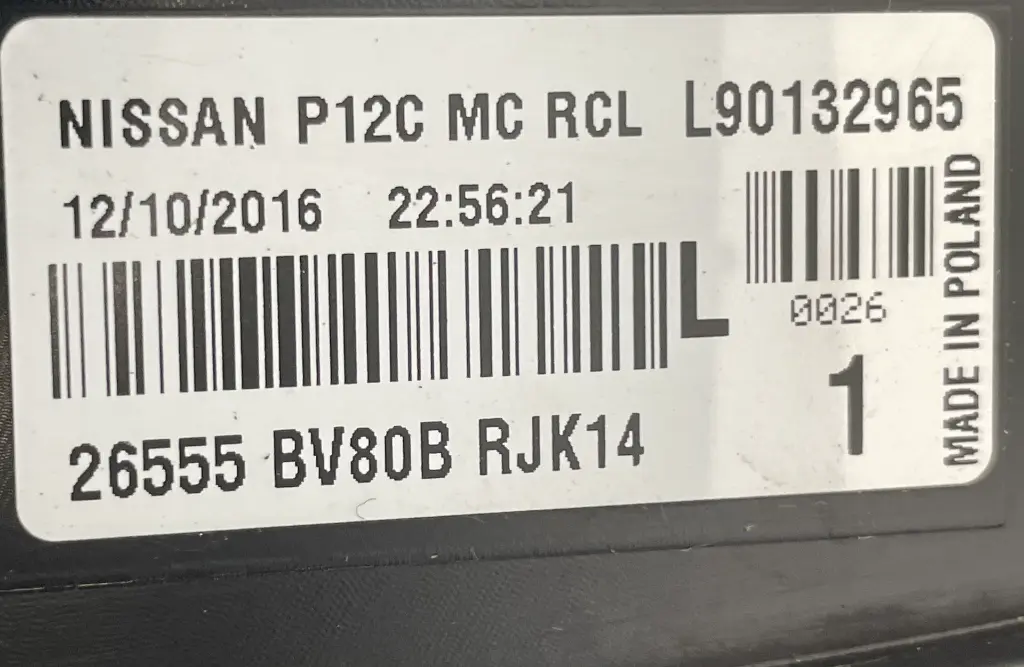 NISSAN P12C MC RCL L90132965
12/10/2016 22:56:21
L
0026
1
26555 BV80B RJK14
MADE IN POLAND